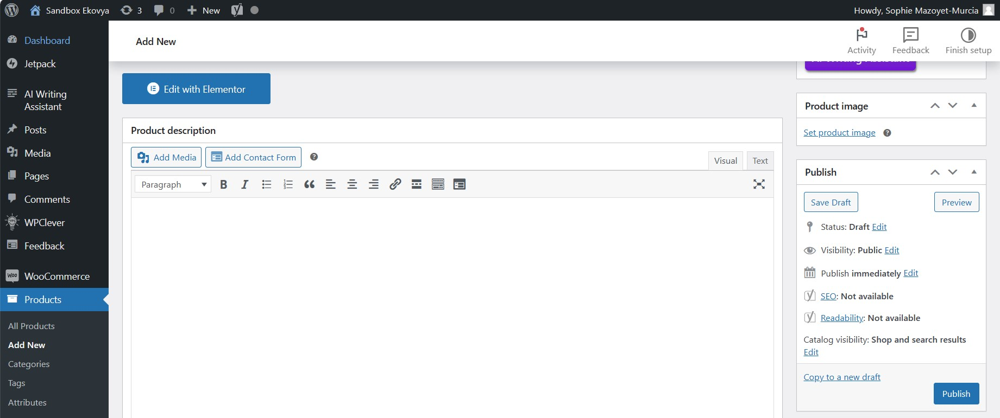 Sandbox Ekovya 3 0 New Howdy, Sophie Mazoyet-Murcia
Dashboard
Jetpack
AI Writing
Assistant
Posts
Media
Pages
Comments
WPClever
Feedback
WooCommerce
Products
All Products
Add New
Categories
Tags
Attributes
Add New
Activity Feedback Finish setup
Edit with Elementor
Product description
Add Media Add Contact Form Visual Text
Paragraph
AI Writing Assistant
Product image
Set product image
Publish
Save Draft Preview
Status: Draft Edit
Visibility: Public Edit
Publish immediately Edit
SEO: Not available
Readability: Not available
Catalog visibility: Shop and search results
Edit
Copy to a new draft
Publish